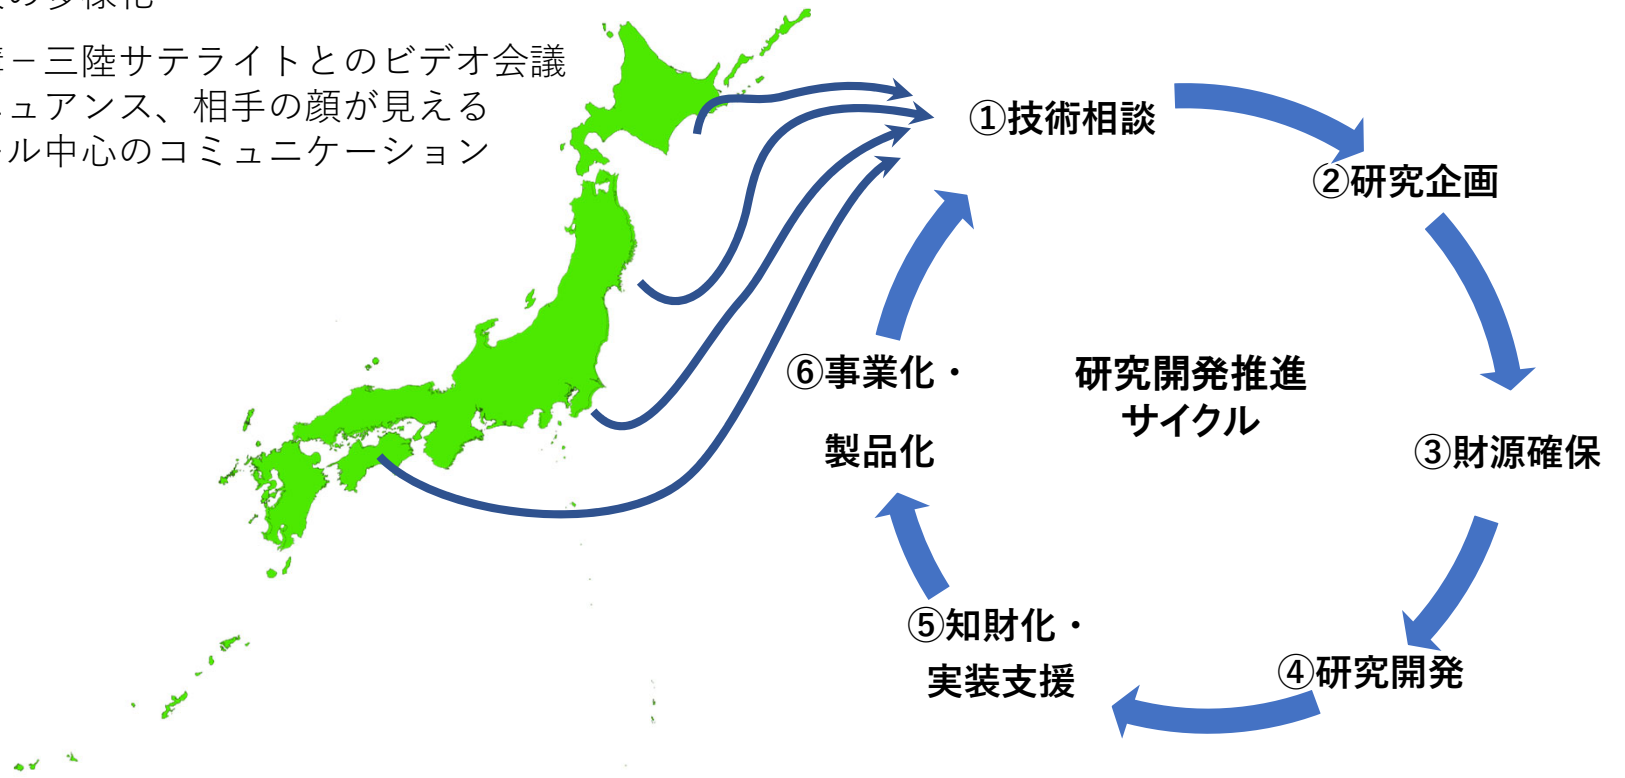 の多様化
－三陸サテライトとのビデオ会議
ュアンス、相手の顔が見える
ル中心のコミュニケーション
①技術相談
②研究企画
③財源確保
④研究開発
⑤知財化・
実装支援
⑥事業化・
製品化
研究開発推進
サイクル